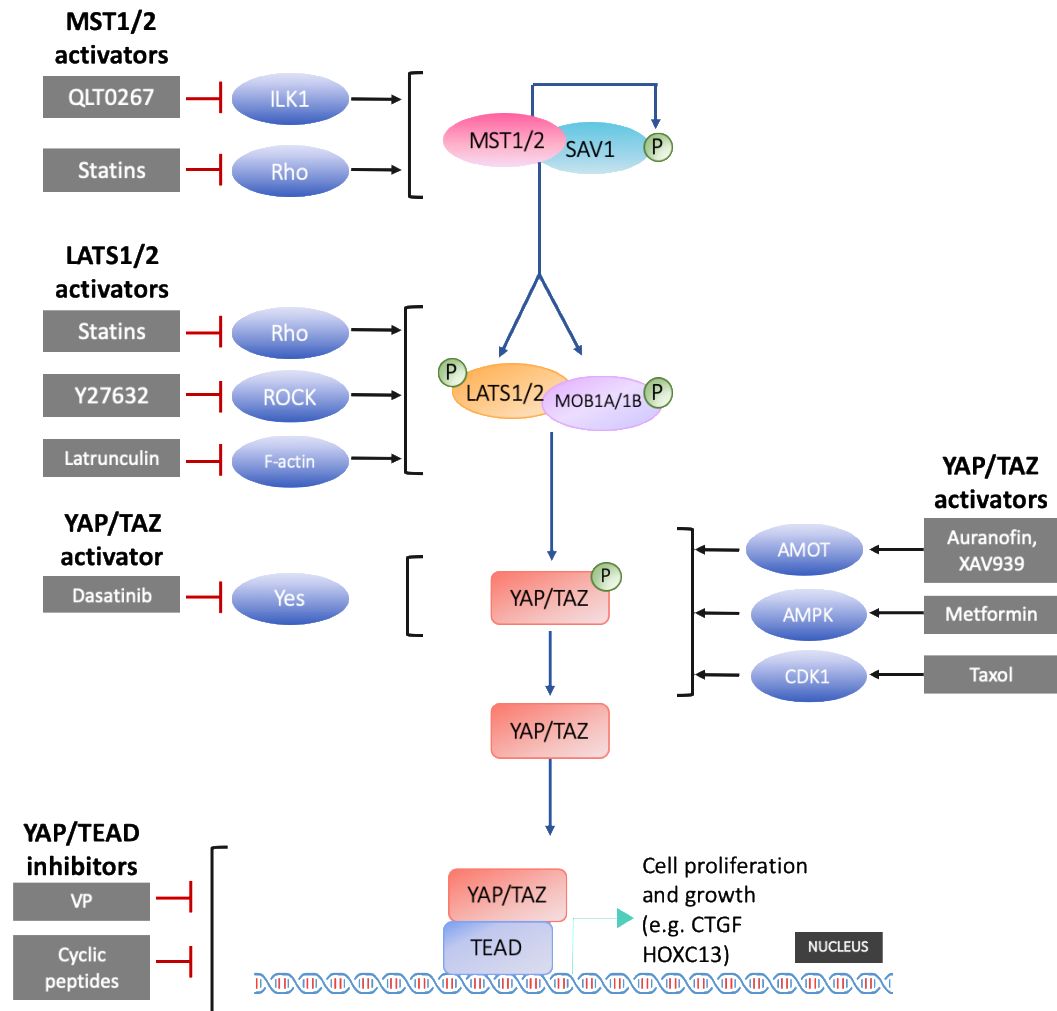 MST1/2
activators
QLT0267
ILK1
Statins
Rho
MST1/2
SAV1
P
LATS1/2
activators
Statins
Rho
Y27632
ROCK
Latrunculin
F-actin
P
LATS1/2
MOB1A/1B
P
YAP/TAZ
activator
Dasatinib
Yes
P
YAP/TAZ
YAP/TAZ
activators
AMOT
Auranofin,
XAV939
AMPK
Metformin
CDK1
Taxol
YAP/TAZ
YAP/TEAD
inhibitors
VP
Cyclic
peptides
YAP/TAZ
TEAD
Cell proliferation
and growth
(e.g. CTGF
HOXC13)
NUCLEUS